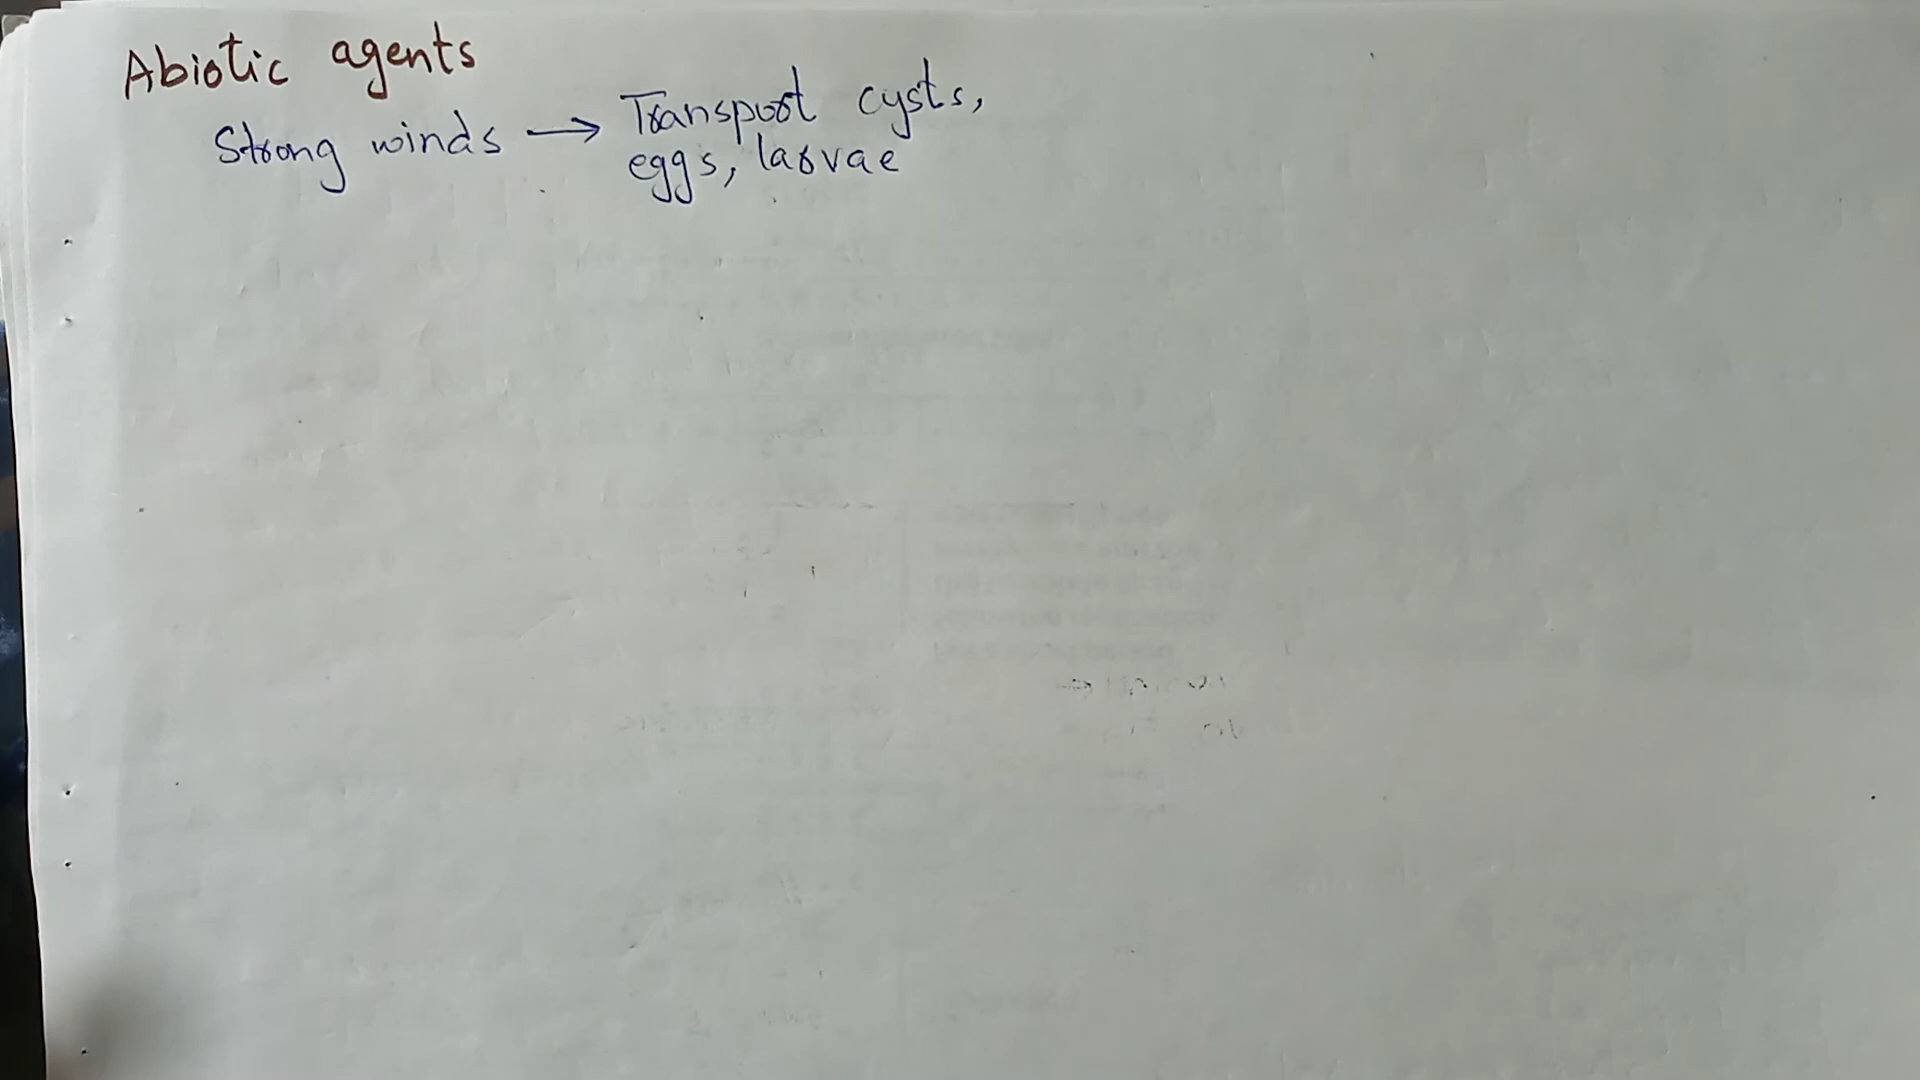 Abiotic agents
Strong winds → Transport cysts,
eggs, larvae